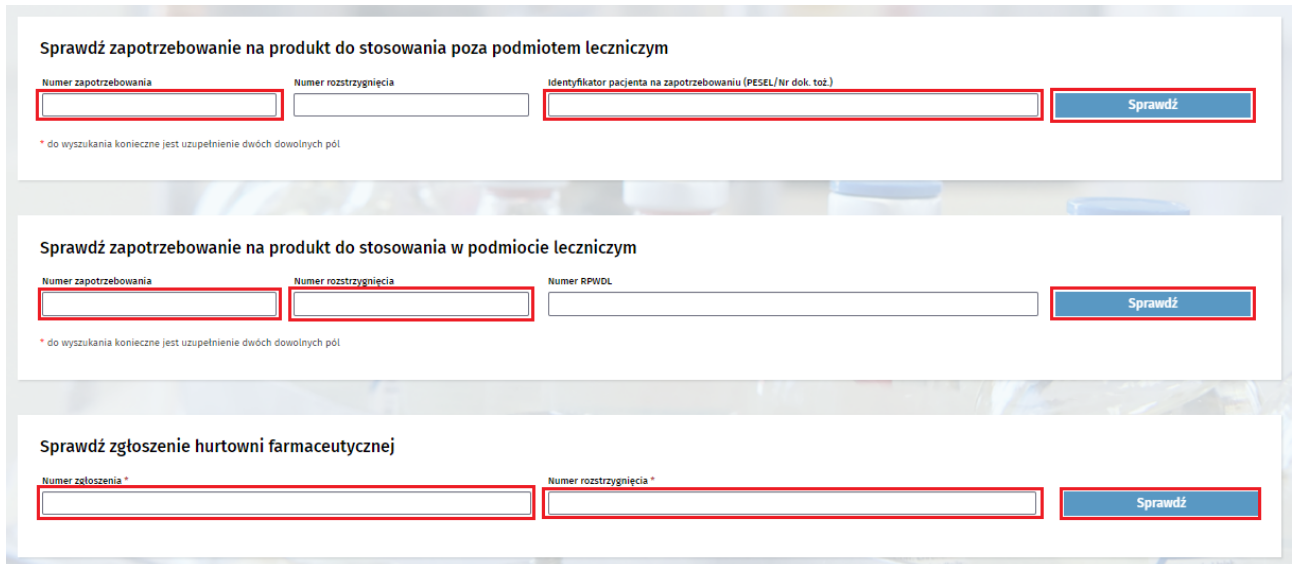 Sprawdź zapotrzebowanie na produkt do stosowania poza podmiotem leczniczym
Numer zapotrzebowania Numer rozstrzygnięcia Identyfikator pacjenta na zapotrzebowaniu (PESEL/Nr dok. toż.)
Sprawdź
* do wyszukania konieczne jest uzupełnienie dwóch dowolnych pól
Sprawdź zapotrzebowanie na produkt do stosowania w podmiocie leczniczym
Numer zapotrzebowania Numer rozstrzygnięcia Numer RPWDL
Sprawdź
* do wyszukania konieczne jest uzupełnienie dwóch dowolnych pól
Sprawdź zgłoszenie hurtowni farmaceutycznej
Numer zgłoszenia * Numer rozstrzygnięcia *
Sprawdź